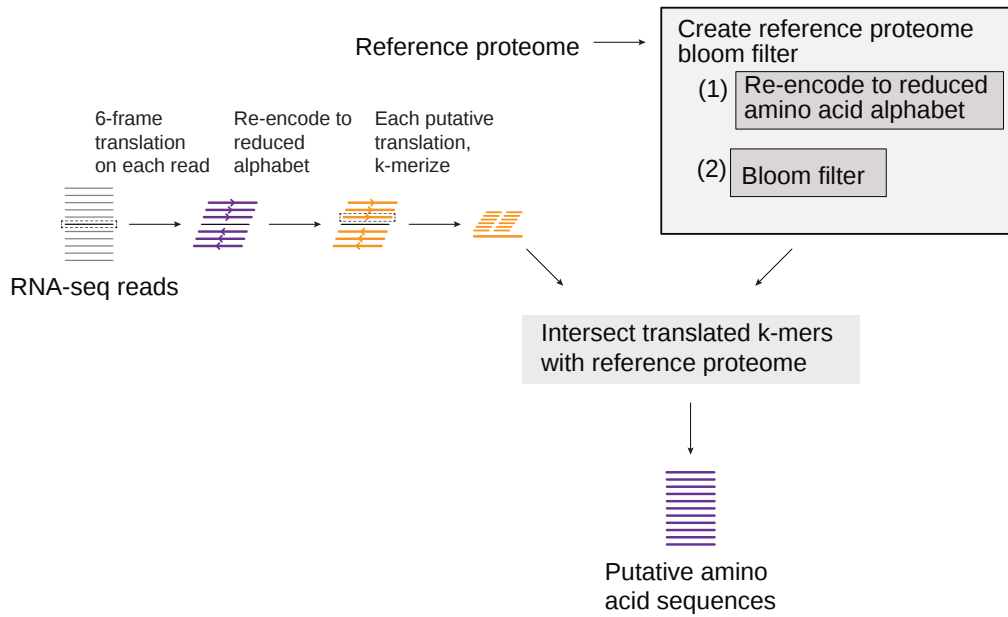 Reference proteome
Create reference proteome
bloom filter
(1)
Re-encode to reduced
amino acid alphabet
(2)
Bloom filter
6-frame
translation
on each read
Re-encode to
reduced
alphabet
Each putative
translation,
k-merize
RNA-seq reads
Intersect translated k-mers
with reference proteome
Putative amino
acid sequences